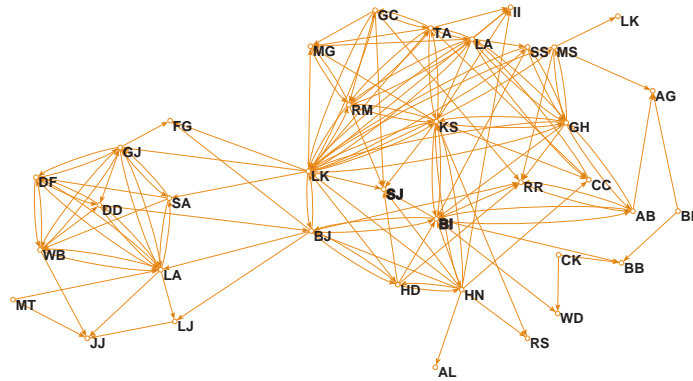 GC
II
LK
TA
LA
MG
SS
MS
AG
RM
KS
GH
FG
GJ
DF
LK
CC
RR
SJ
SA
DD
AB
BI
BJ
WB
LA
CK
BB
HD
HN
MT
WD
LJ
JJ
RS
AL